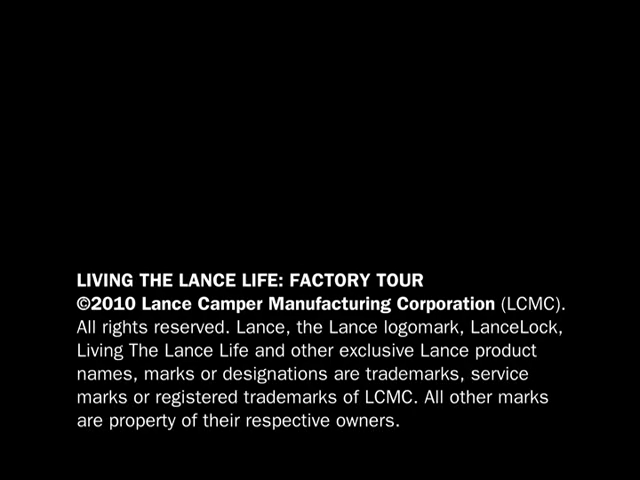 LIVING THE LANCE LIFE: FACTORY TOUR
©2010 Lance Camper Manufacturing Corporation (LCMC).
All rights reserved. Lance, the Lance logomark, LanceLock,
Living The Lance Life and other exclusive Lance product
names, marks or designations are trademarks, service
marks or registered trademarks of LCMC. All other marks
are property of their respective owners.